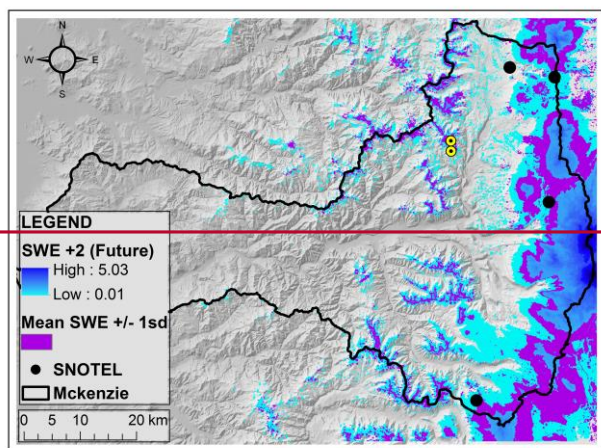 N
W E
S
LEGEND
SWE +2 (Future)
High : 5.03
Low : 0.01
Mean SWE +/- 1sd
SNOTEL
Mckenzie
0 5 10 20 km